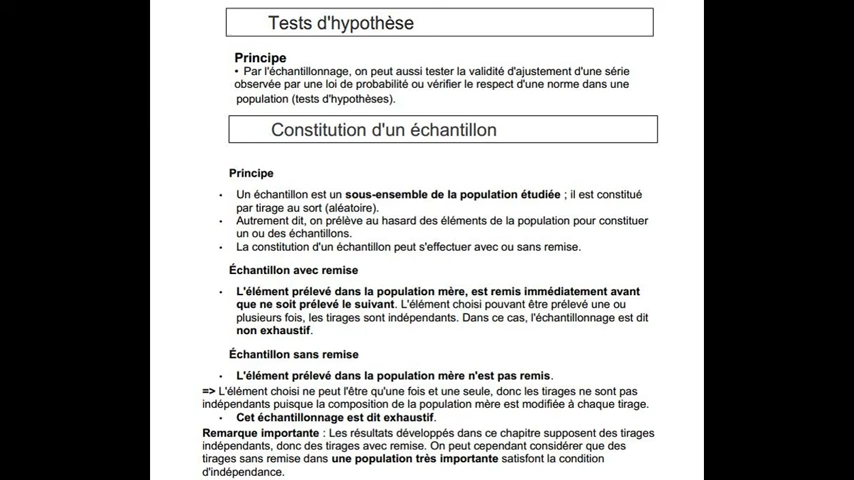 Tests d'hypothèse
Principe
• Par l'échantillonnage, on peut aussi tester la validité d'ajustement d'une série
observée par une loi de probabilité ou vérifier le respect d'une norme dans une
population (tests d'hypothèses).
Constitution d'un échantillon
Principe
• Un échantillon est un sous-ensemble de la population étudiée ; il est constitué
par tirage au sort (aléatoire).
• Autrement dit, on prélève au hasard des éléments de la population pour constituer
un ou des échantillons.
• La constitution d'un échantillon peut s'effectuer avec ou sans remise.
Échantillon avec remise
• L'élément prélevé dans la population mère, est remis immédiatement avant
que ne soit prélevé le suivant. L'élément choisi pouvant être prélevé une ou
plusieurs fois, les tirages sont indépendants. Dans ce cas, l'échantillonnage est dit
non exhaustif.
Échantillon sans remise
• L'élément prélevé dans la population mère n'est pas remis.
=> L'élément choisi ne peut l'être qu'une fois et une seule, donc les tirages ne sont pas
indépendants puisque la composition de la population mère est modifiée à chaque tirage.
• Cet échantillonnage est dit exhaustif.
Remarque importante : Les résultats développés dans ce chapitre supposent des tirages
indépendants, donc des tirages avec remise. On peut cependant considérer que des
tirages sans remise dans une population très importante satisfont la condition
d'indépendance.